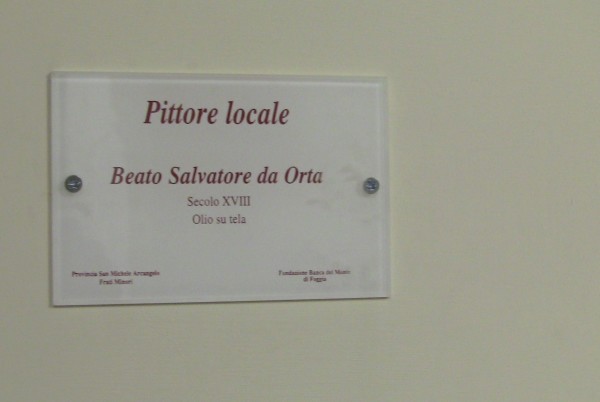 Pittore locale
Beato Salvatore da Orta
Secolo XVIII
Olio su tela
Provincia San Michele Arcangelo
Frati Minori
Fondazione Banca del Monte
di Foggia